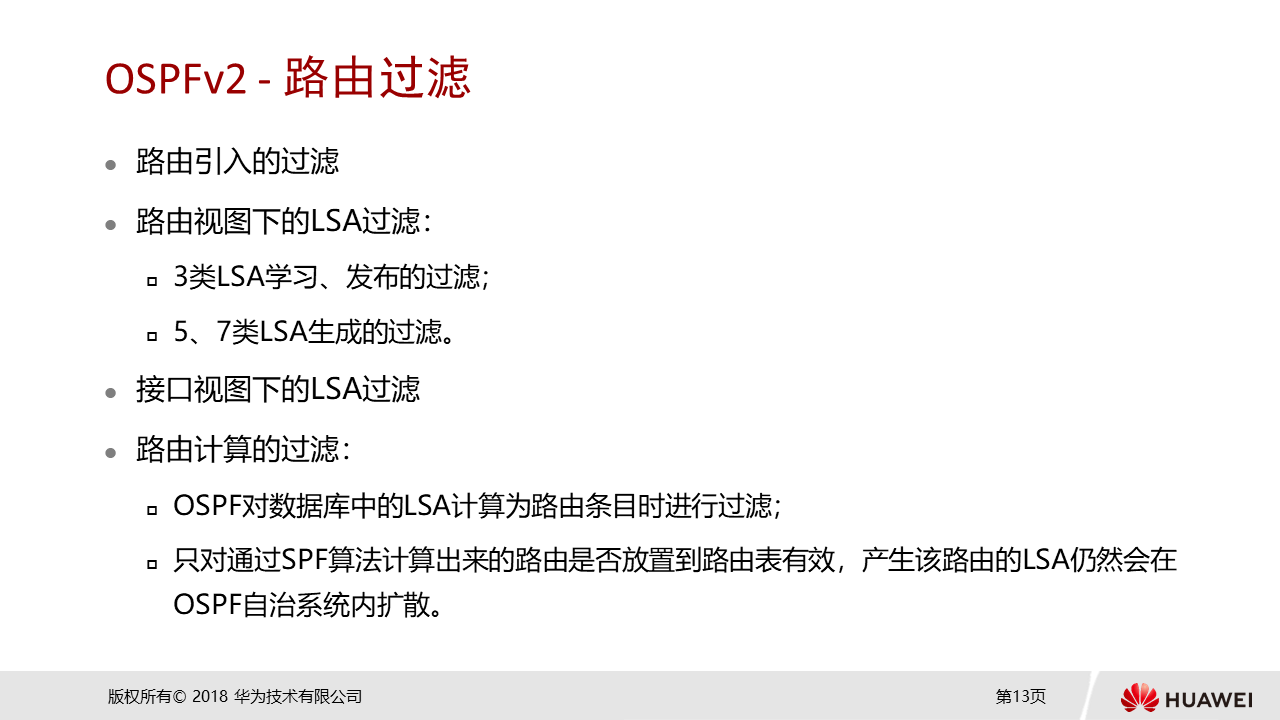 OSPFv2 - 路由过滤
路由引入的过滤
路由视图下的LSA过滤：
3类LSA学习、发布的过滤；
5、7类LSA生成的过滤。
接口视图下的LSA过滤
路由计算的过滤：
OSPF对数据库中的LSA计算为路由条目时进行过滤；
只对通过SPF算法计算出来的路由是否放置到路由表有效，产生该路由的LSA仍然会在
OSPF自治系统内扩散。
版权所有© 2018 华为技术有限公司
第13页
HUAWEI